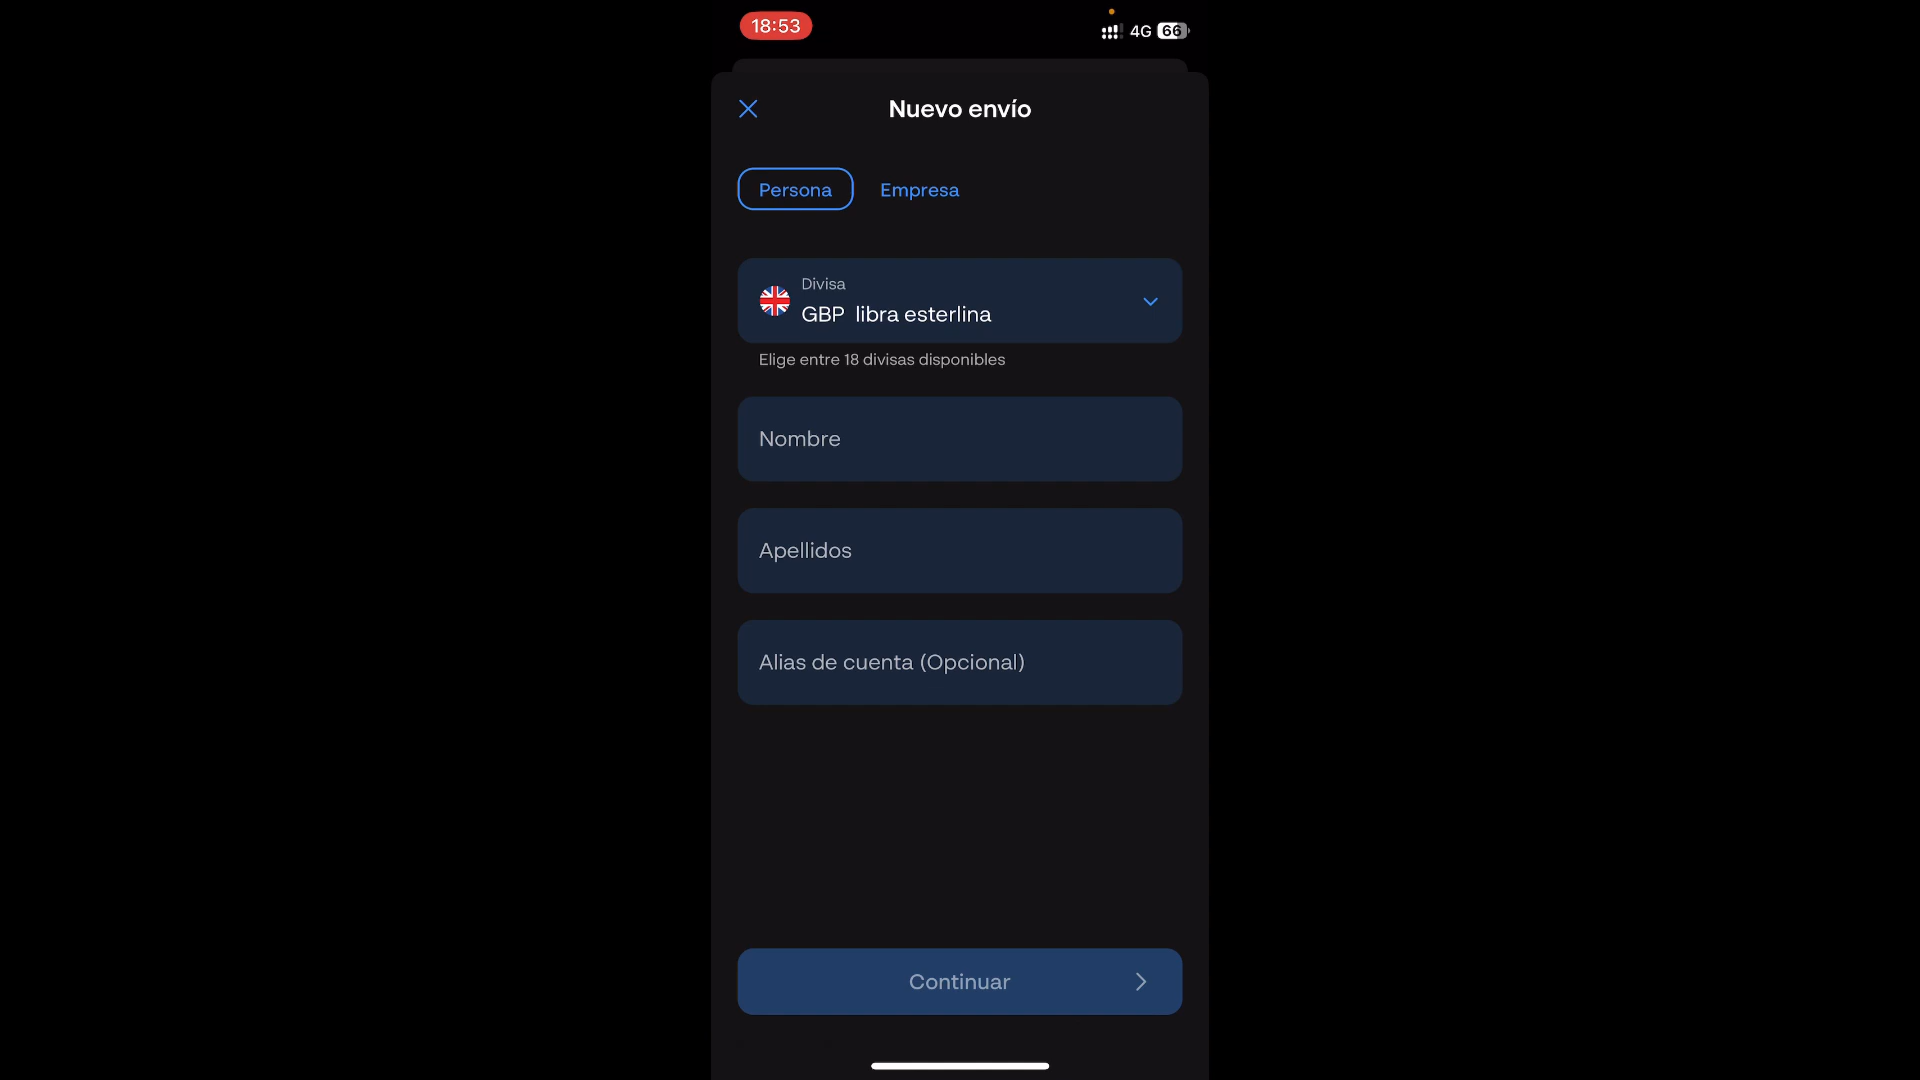 18:53
4G 66
Nuevo envío
Persona Empresa
Divisa
GBP libra esterlina
Elige entre 18 divisas disponibles
Nombre
Apellidos
Alias de cuenta (Opcional)
Continuar